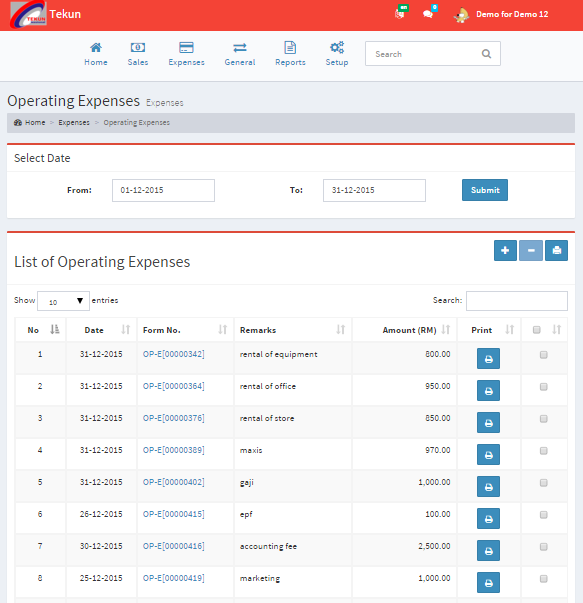 TEKUN
Tekun
Demo for Demo 12
Home Sales Expenses General Reports Setup
Search
Operating Expenses Expenses
Home > Expenses > Operating Expenses
Select Date
From: 01-12-2015 To: 31-12-2015 Submit
List of Operating Expenses
Show 10 entries Search:
No Date Form No. Remarks Amount (RM) Print
1 31-12-2015 OP-E[00000342] rental of equipment 800.00
2 31-12-2015 OP-E[00000364] rental of office 950.00
3 31-12-2015 OP-E[00000376] rental of store 850.00
4 31-12-2015 OP-E[00000389] maxis 970.00
5 31-12-2015 OP-E[00000402] gaji 1,000.00
6 26-12-2015 OP-E[00000415] epf 100.00
7 30-12-2015 OP-E[00000416] accounting fee 2,500.00
8 25-12-2015 OP-E[00000419] marketing 1,000.00